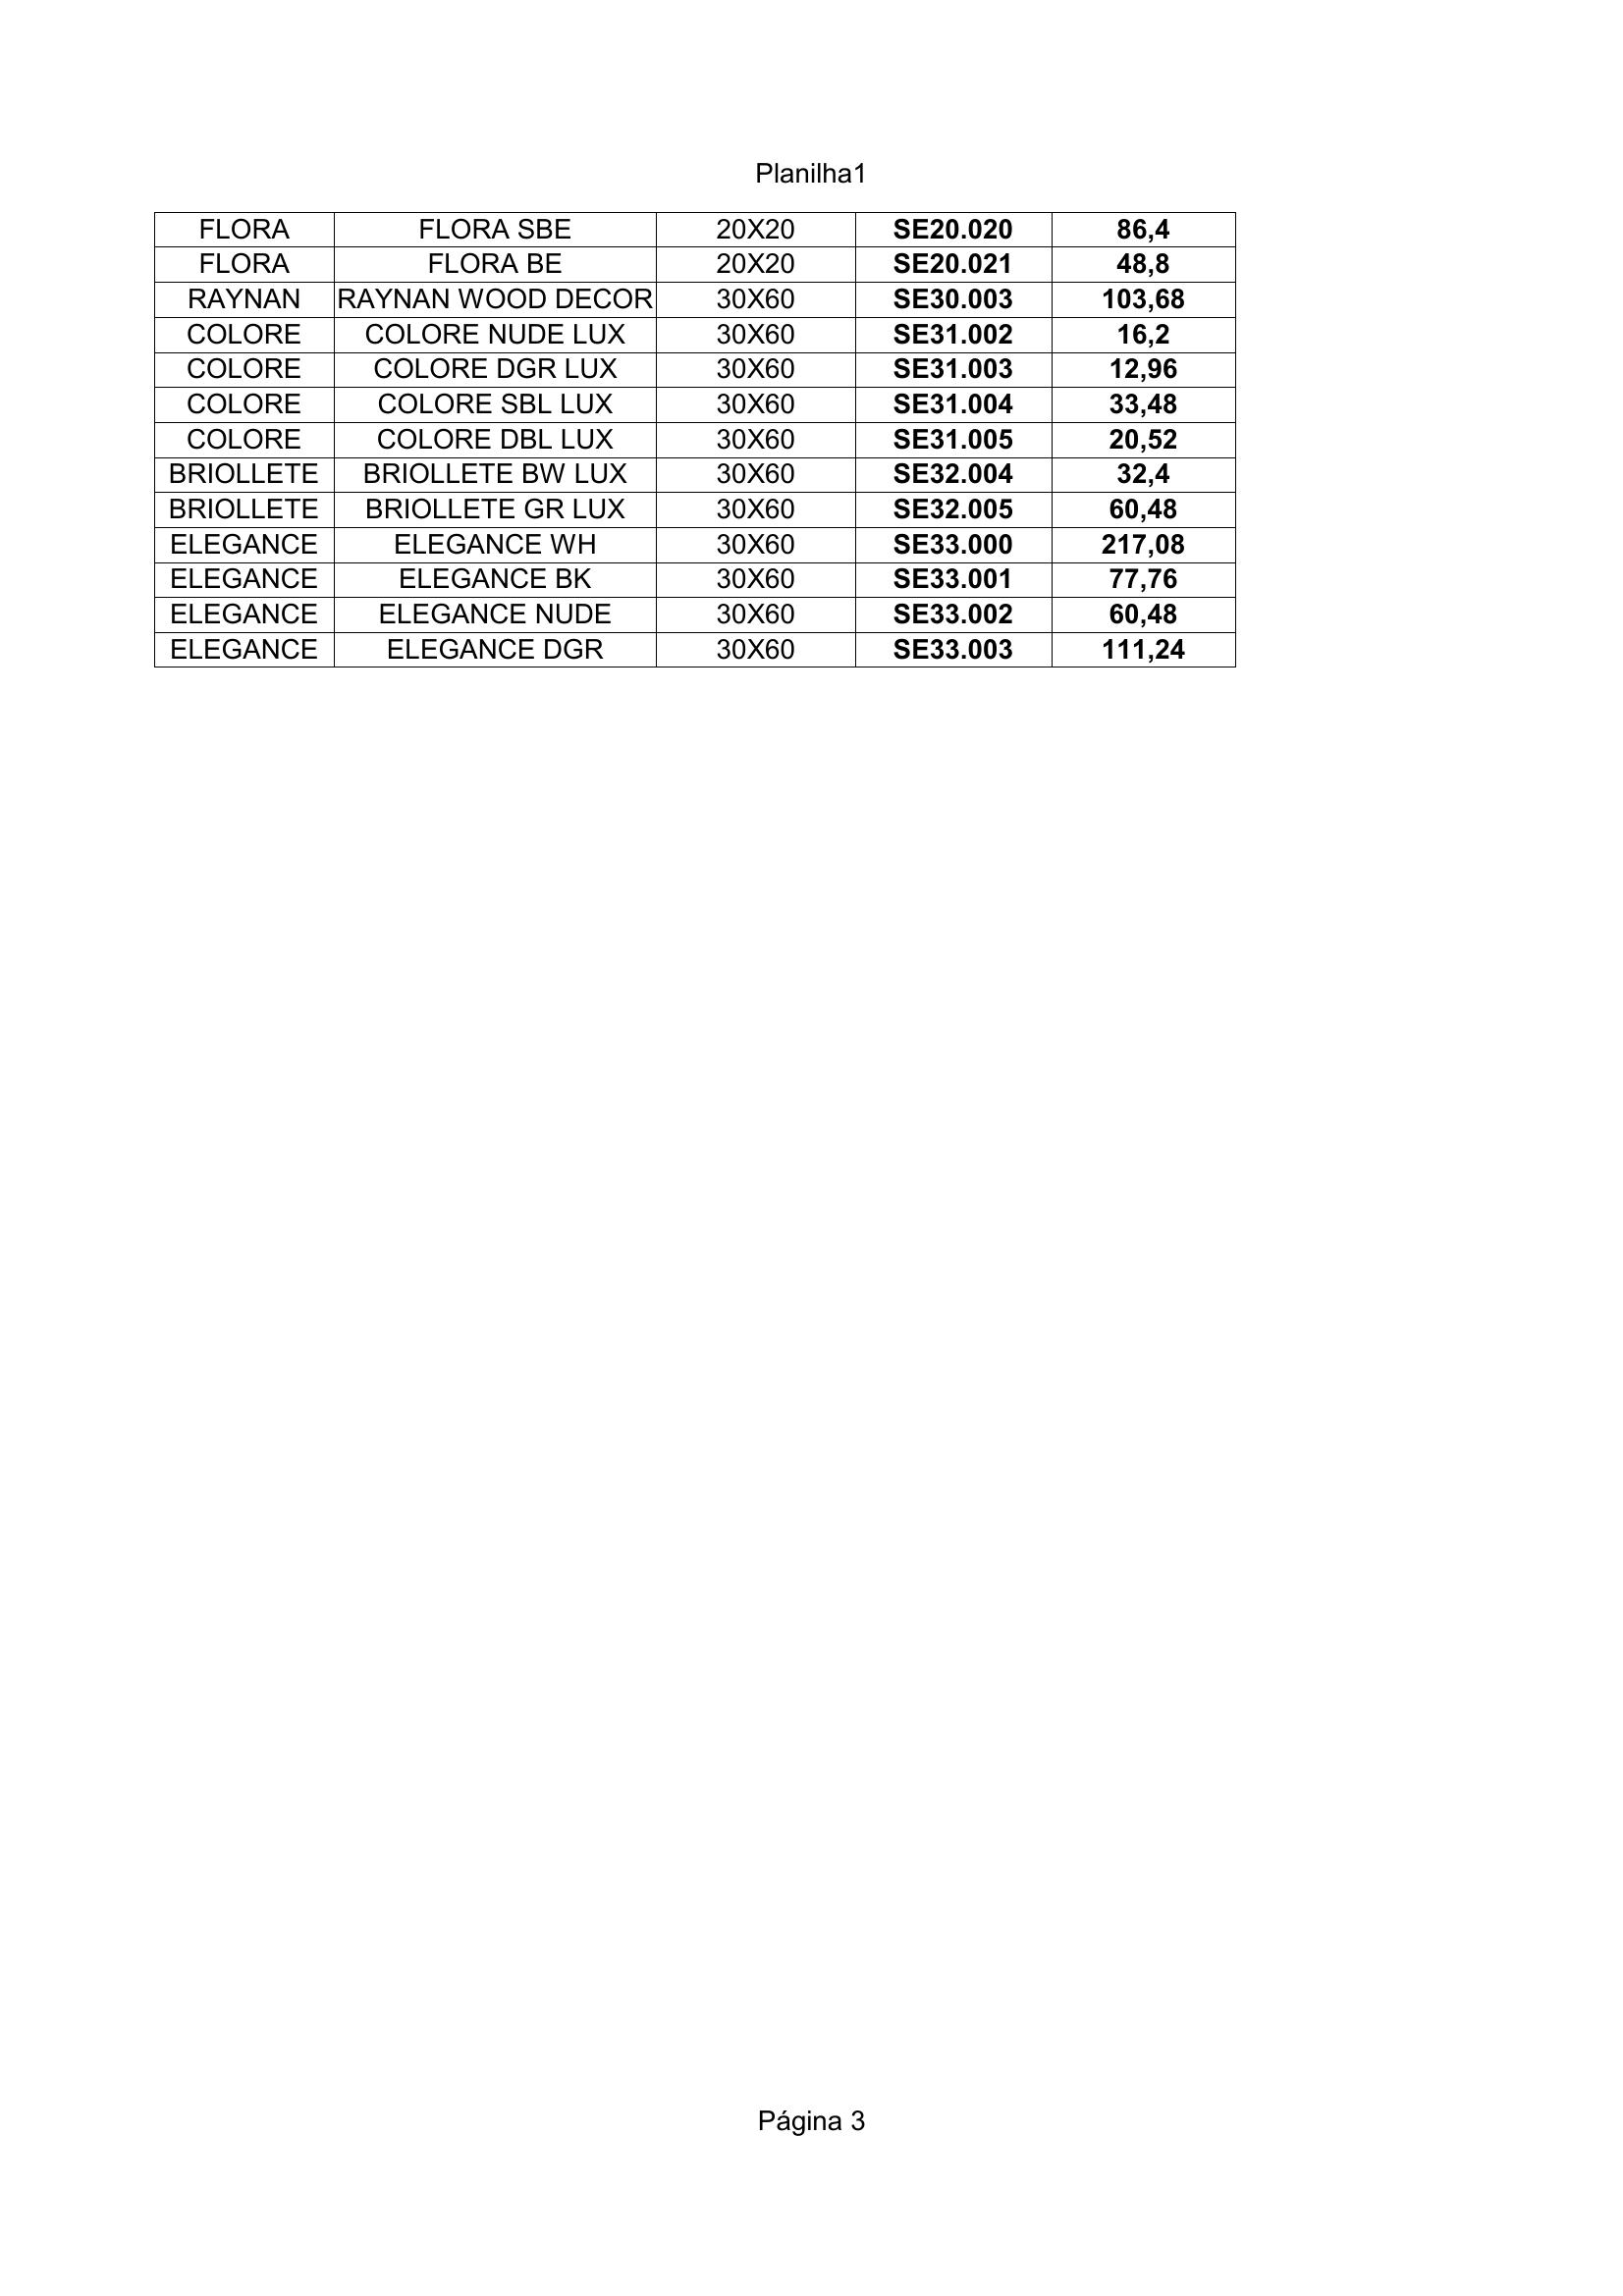 Planilha1
FLORA FLORA SBE 20X20 SE20.020 86,4
FLORA FLORA BE 20X20 SE20.021 48,8
RAYNAN RAYNAN WOOD DECOR 30X60 SE30.003 103,68
COLORE COLORE NUDE LUX 30X60 SE31.002 16,2
COLORE COLORE DGR LUX 30X60 SE31.003 12,96
COLORE COLORE SBL LUX 30X60 SE31.004 33,48
COLORE COLORE DBL LUX 30X60 SE31.005 20,52
BRIOLLETE BRIOLLETE BW LUX 30X60 SE32.004 32,4
BRIOLLETE BRIOLLETE GR LUX 30X60 SE32.005 60,48
ELEGANCE ELEGANCE WH 30X60 SE33.000 217,08
ELEGANCE ELEGANCE BK 30X60 SE33.001 77,76
ELEGANCE ELEGANCE NUDE 30X60 SE33.002 60,48
ELEGANCE ELEGANCE DGR 30X60 SE33.003 111,24
Página 3